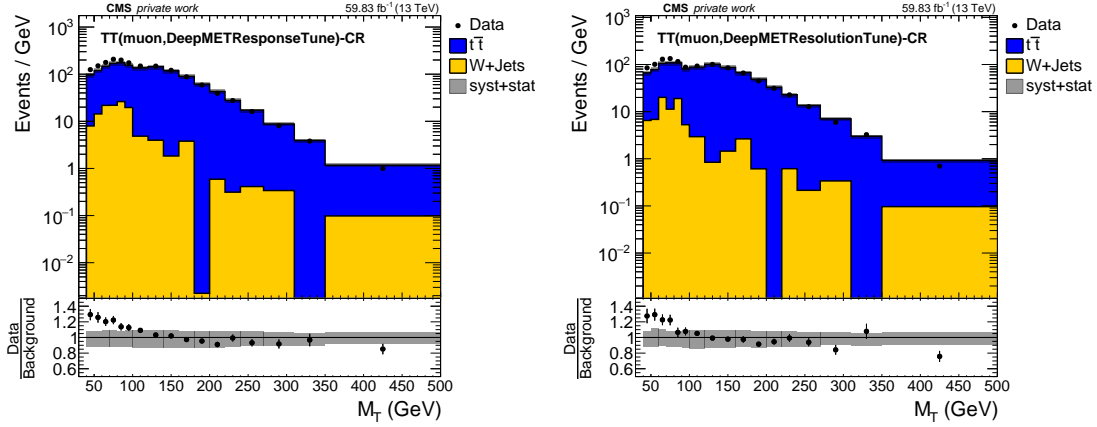 CMS private work 59.83 fb⁻¹ (13 TeV)
TT(muon,DeepMETResponseTune)-CR
Data
tt̅
W+Jets
syst+stat
Events / GeV
10³
10²
10
1
10⁻¹
10⁻²
Data
Background
1.4
1.2
1
0.8
0.6
50 100 150 200 250 300 350 400 450 500
M_T (GeV)
CMS private work 59.83 fb⁻¹ (13 TeV)
TT(muon,DeepMETResolutionTune)-CR
Data
tt̅
W+Jets
syst+stat
Events / GeV
10³
10²
10
1
10⁻¹
10⁻²
Data
Background
1.4
1.2
1
0.8
0.6
50 100 150 200 250 300 350 400 450 500
M_T (GeV)